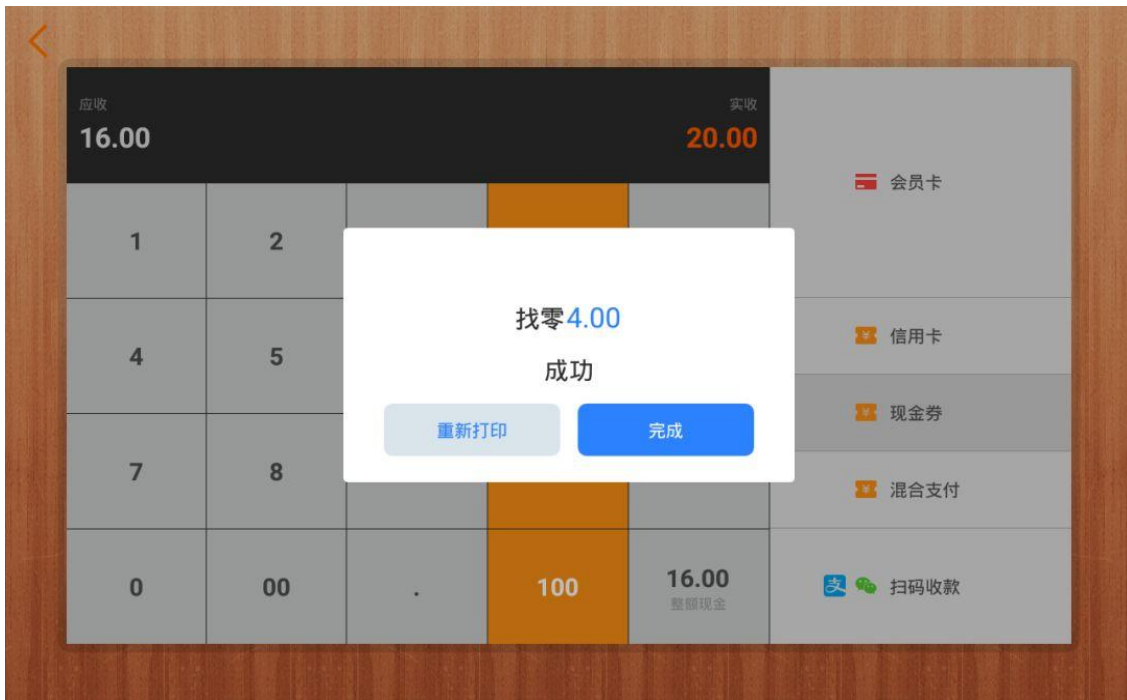 应收
实收
16.00
20.00
会员卡
1
2
找零4.00
信用卡
4
5
成功
现金券
重新打印
完成
7
8
混合支付
0
00
.
100
16.00
整额现金
支
扫码收款